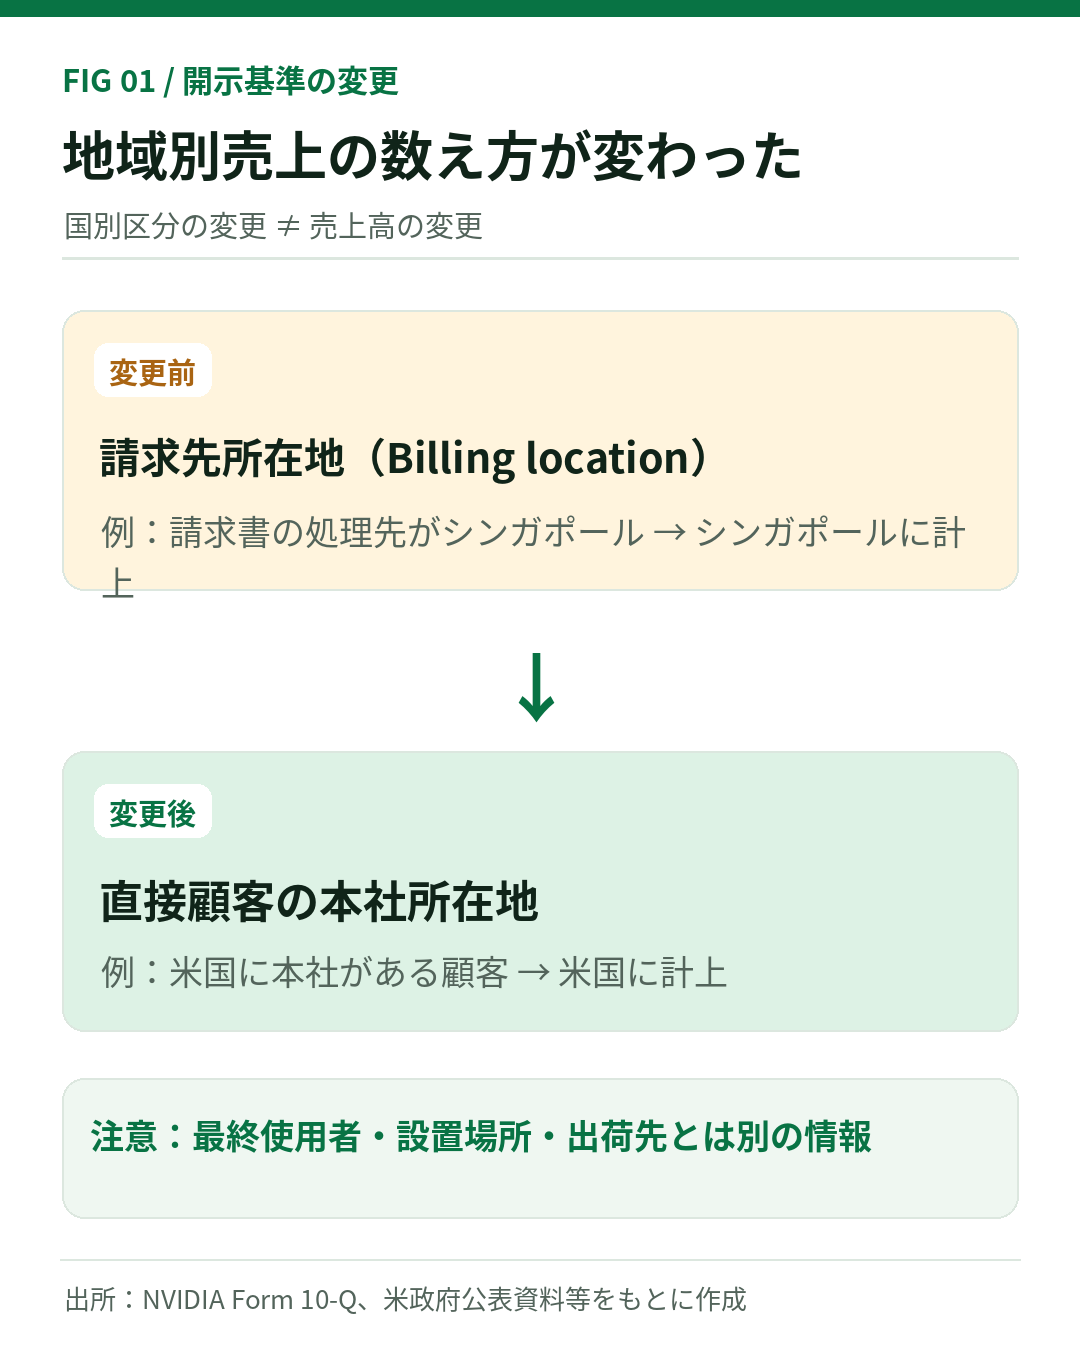 FIG 01 / 開示基準の変更
地域別売上の数え方が変わった
国別区分の変更 ≠ 売上高の変更
変更前
請求先所在地（Billing location）
例：請求書の処理先がシンガポール → シンガポールに計
上
↓
変更後
直接顧客の本社所在地
例：米国に本社がある顧客 → 米国に計上
注意：最終使用者・設置場所・出荷先とは別の情報
出所：NVIDIA Form 10-Q、米政府公表資料等をもとに作成